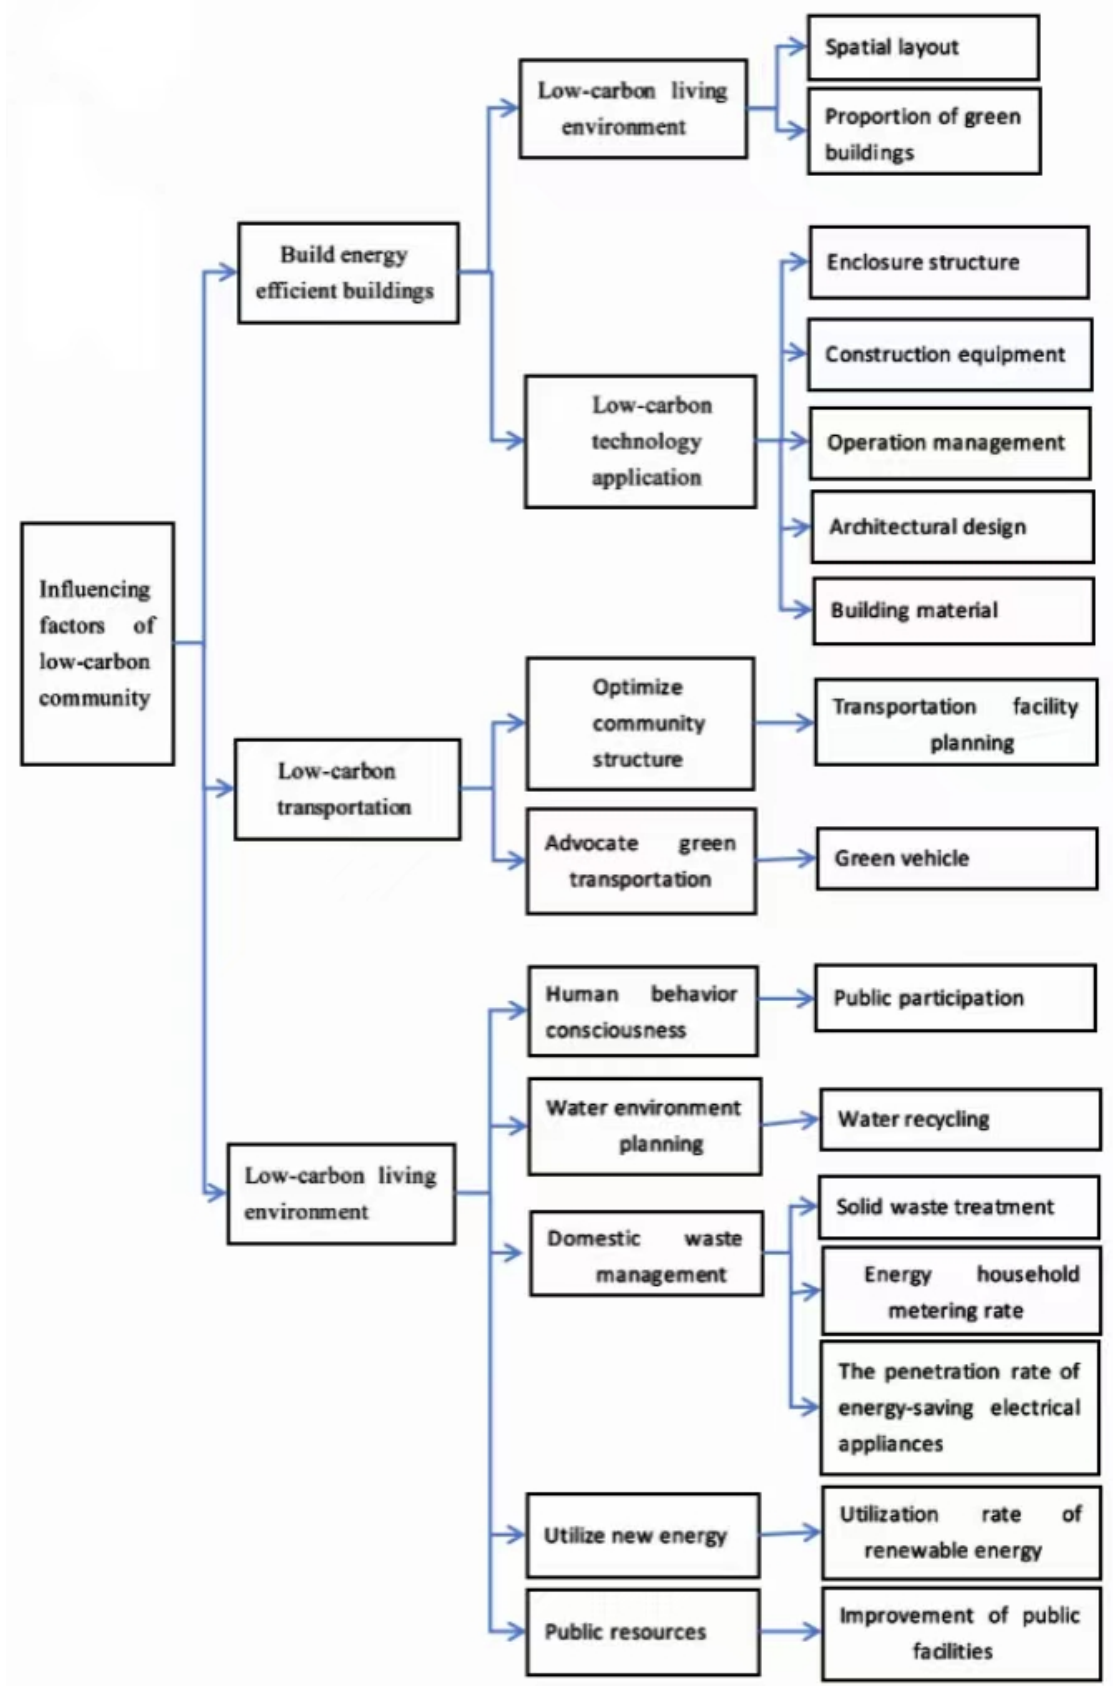 Spatial layout
Low-carbon living
environment
Proportion of green
buildings
Build energy
efficient buildings
Enclosure structure
Construction equipment
Low-carbon
technology
application
Operation management
Architectural design
Building material
Influencing
factors of
low-carbon
community
Optimize
community
structure
Transportation facility
planning
Low-carbon
transportation
Advocate green
transportation
Green vehicle
Human behavior
consciousness
Public participation
Water environment
planning
Water recycling
Low-carbon living
environment
Solid waste treatment
Domestic waste
management
Energy household
metering rate
The penetration rate of
energy-saving electrical
appliances
Utilize new energy
Utilization rate of
renewable energy
Public resources
Improvement of public
facilities